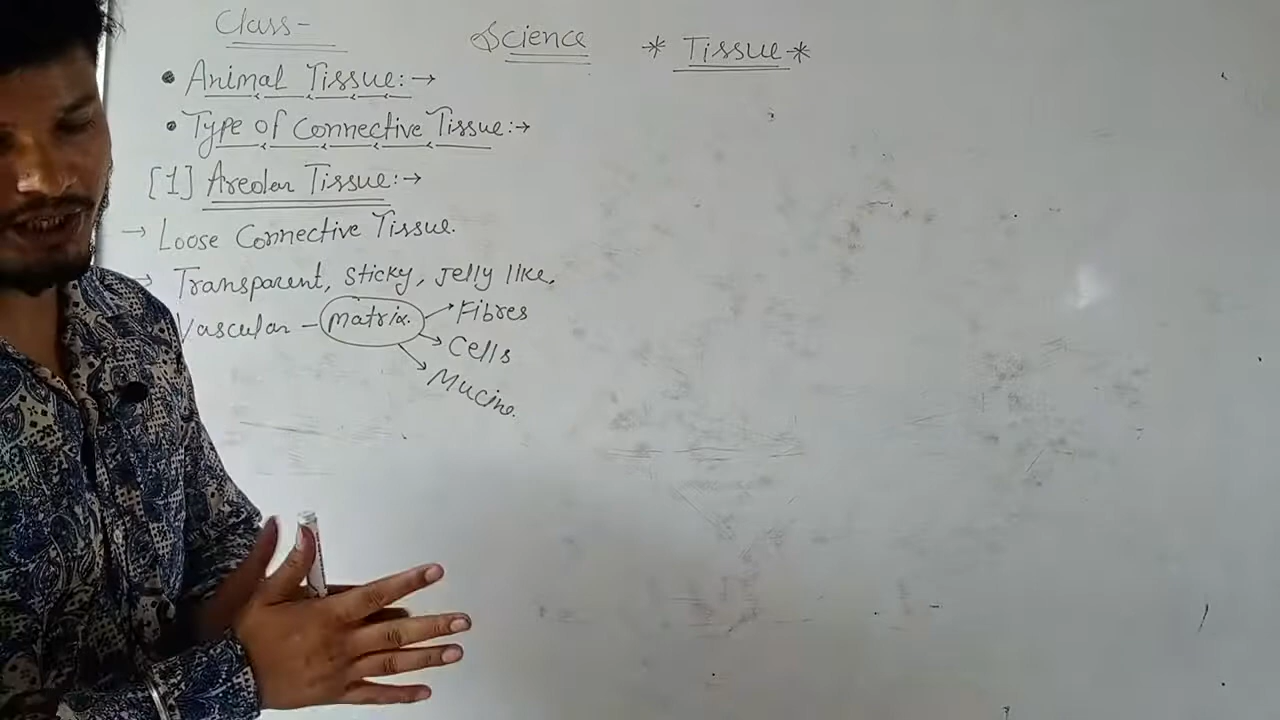 Class-
Science
* Tissue *
• Animal Tissue:→
• Type of Connective Tissue:→
[1] Areolar Tissue:→
→ Loose Connective Tissue.
→ Transparent, sticky, Jelly like,
Vascular - Matrix. → Fibres
→ Cells
→ Mucine.